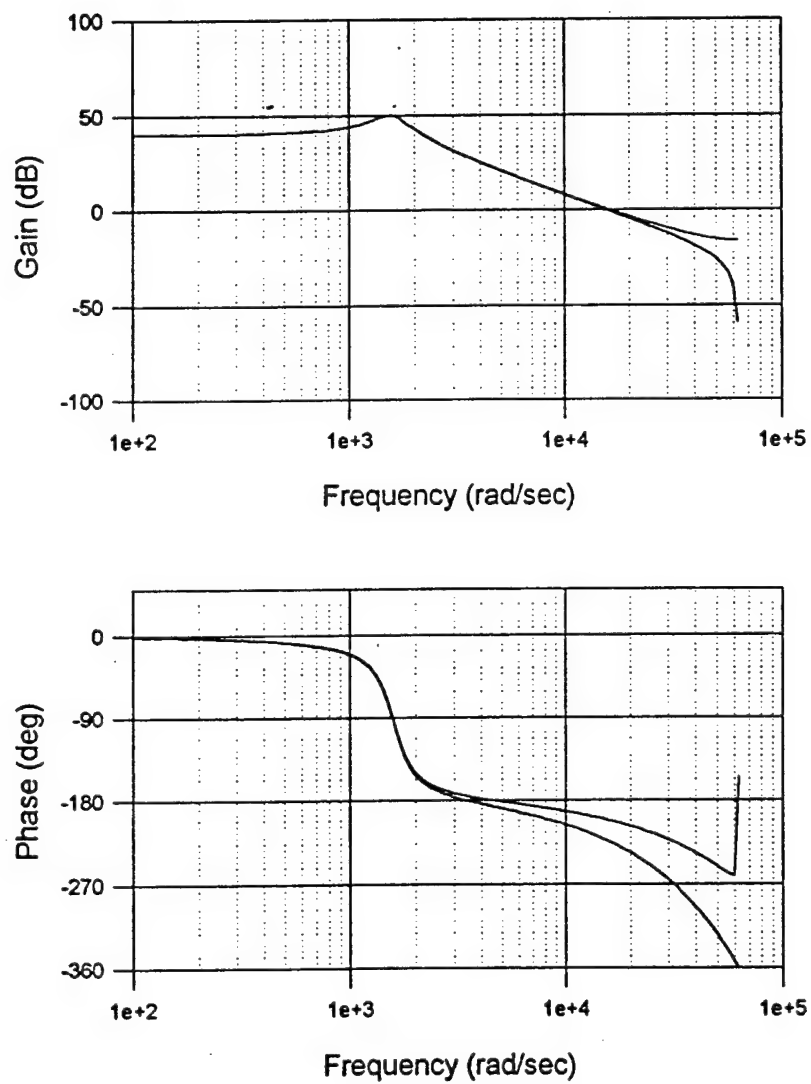 100
50
0
-50
-100
Gain (dB)
1e+2
1e+3
1e+4
1e+5
Frequency (rad/sec)
0
-90
-180
-270
-360
Phase (deg)
1e+2
1e+3
1e+4
1e+5
Frequency (rad/sec)